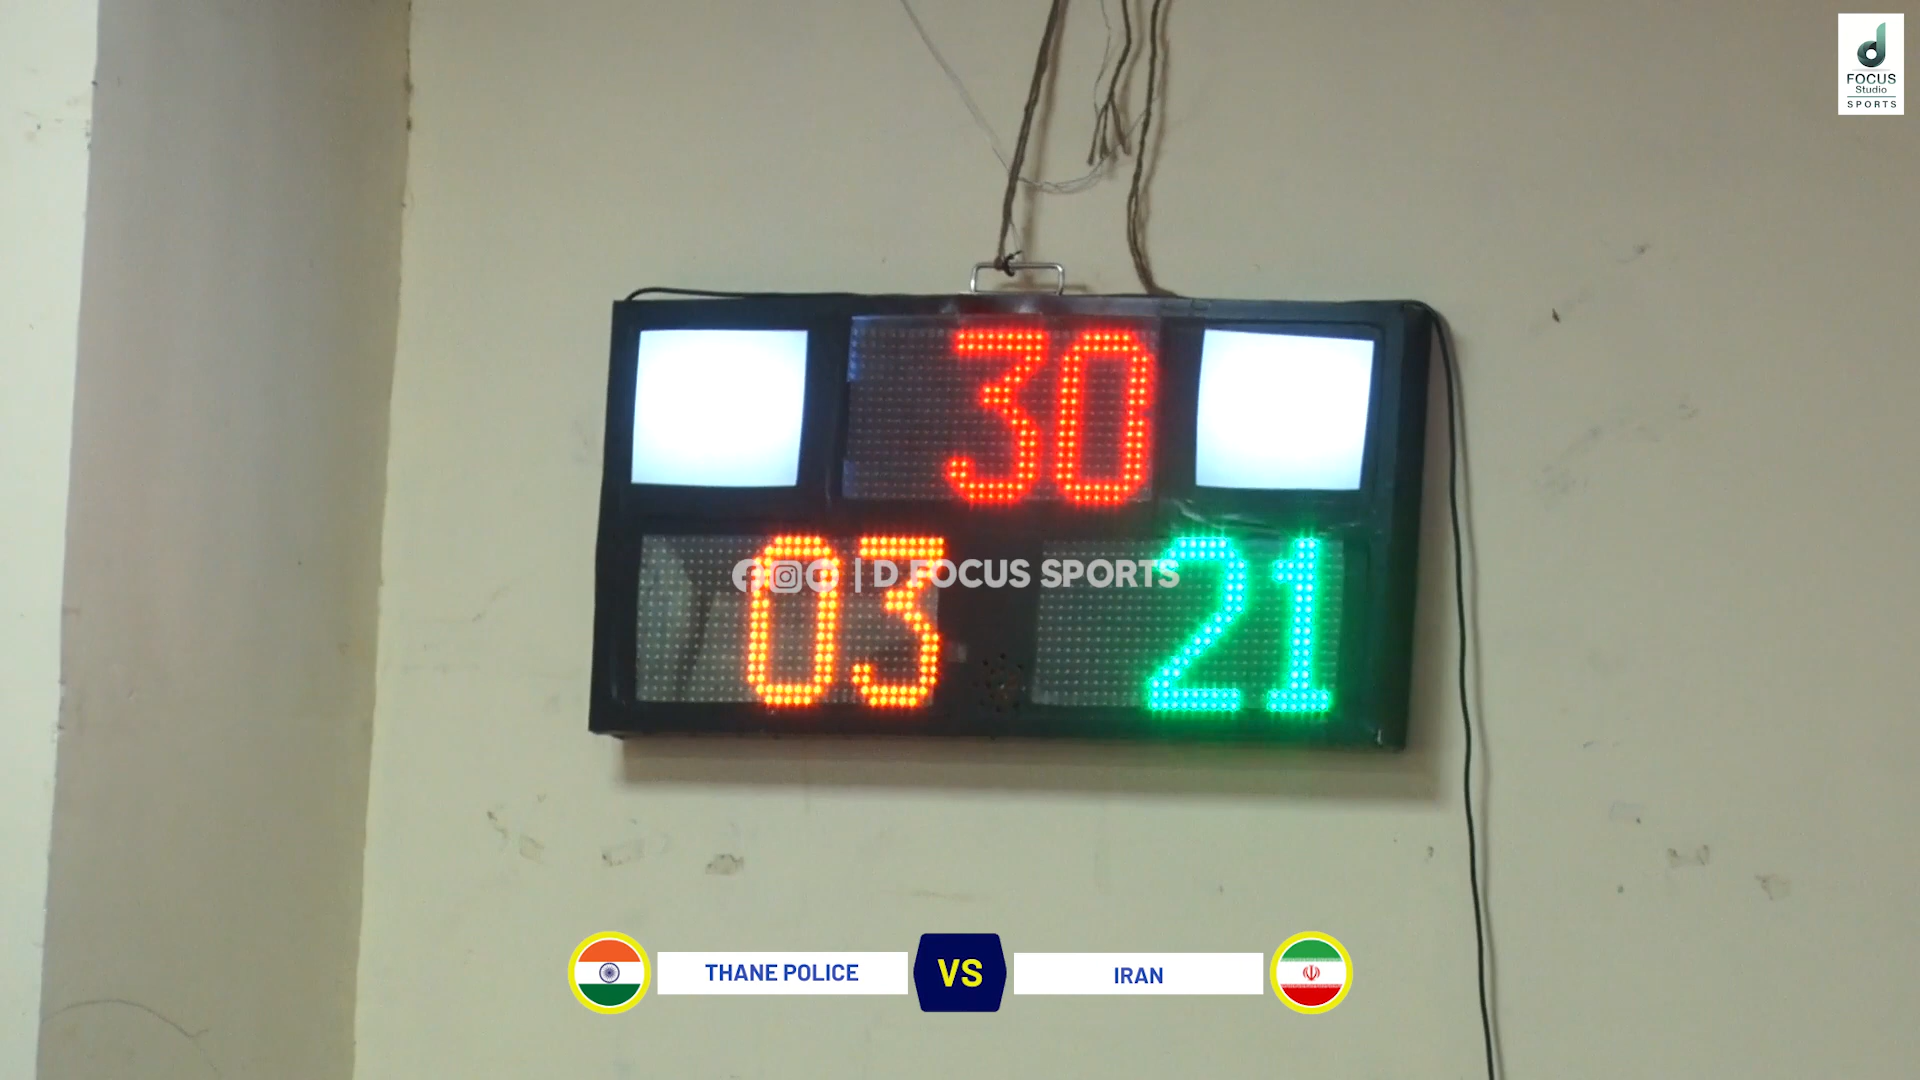 d
FOCUS
Studio
SPORTS
30
03
21
| D FOCUS SPORTS
THANE POLICE
VS
IRAN